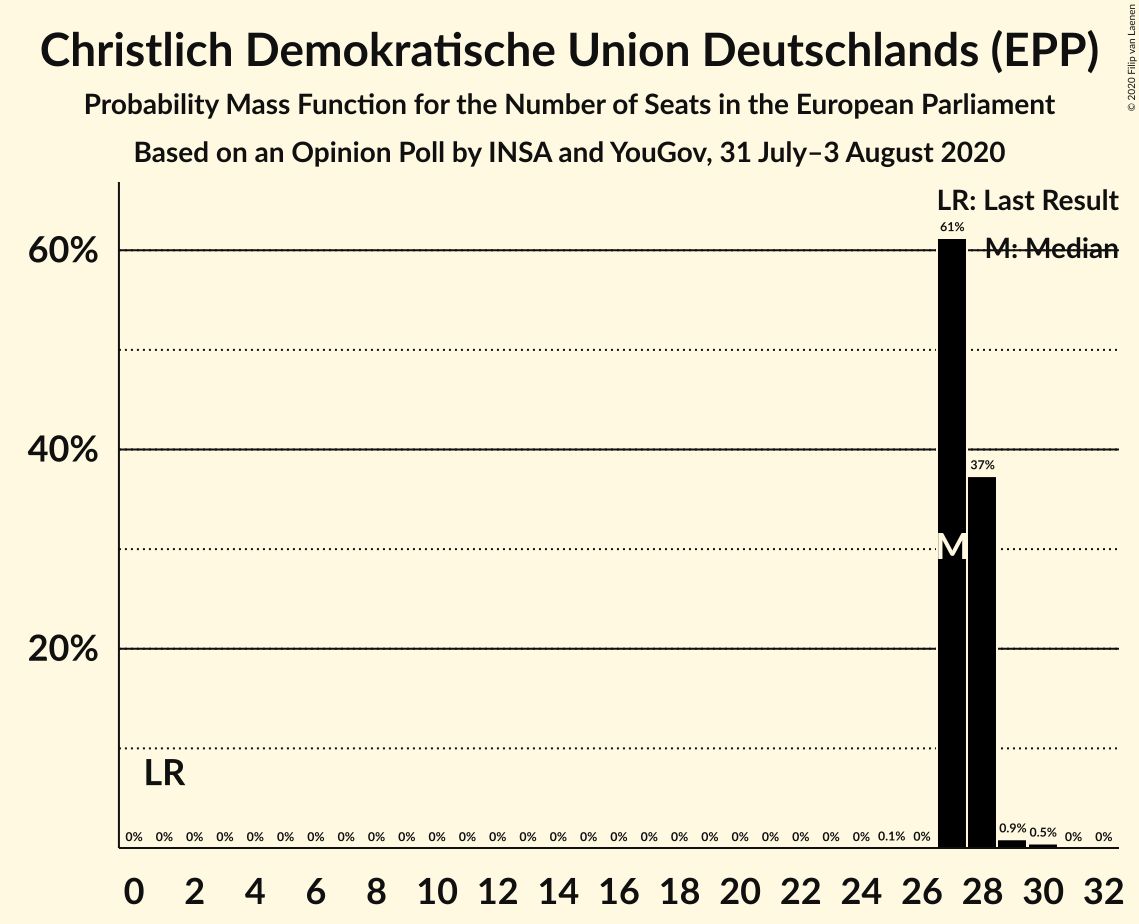 Christlich Demokratische Union Deutschlands (EPP)
Probability Mass Function for the Number of Seats in the European Parliament
Based on an Opinion Poll by INSA and YouGov, 31 July–3 August 2020
© 2020 Filip van Laenen
LR: Last Result
61%
M: Median
60%
40%
37%
M
20%
LR
0% 0% 0% 0% 0% 0% 0% 0% 0% 0% 0% 0% 0% 0% 0% 0% 0% 0% 0% 0% 0% 0% 0% 0% 0% 0.1% 0% 0.9% 0.5% 0% 0%
0 2 4 6 8 10 12 14 16 18 20 22 24 26 28 30 32